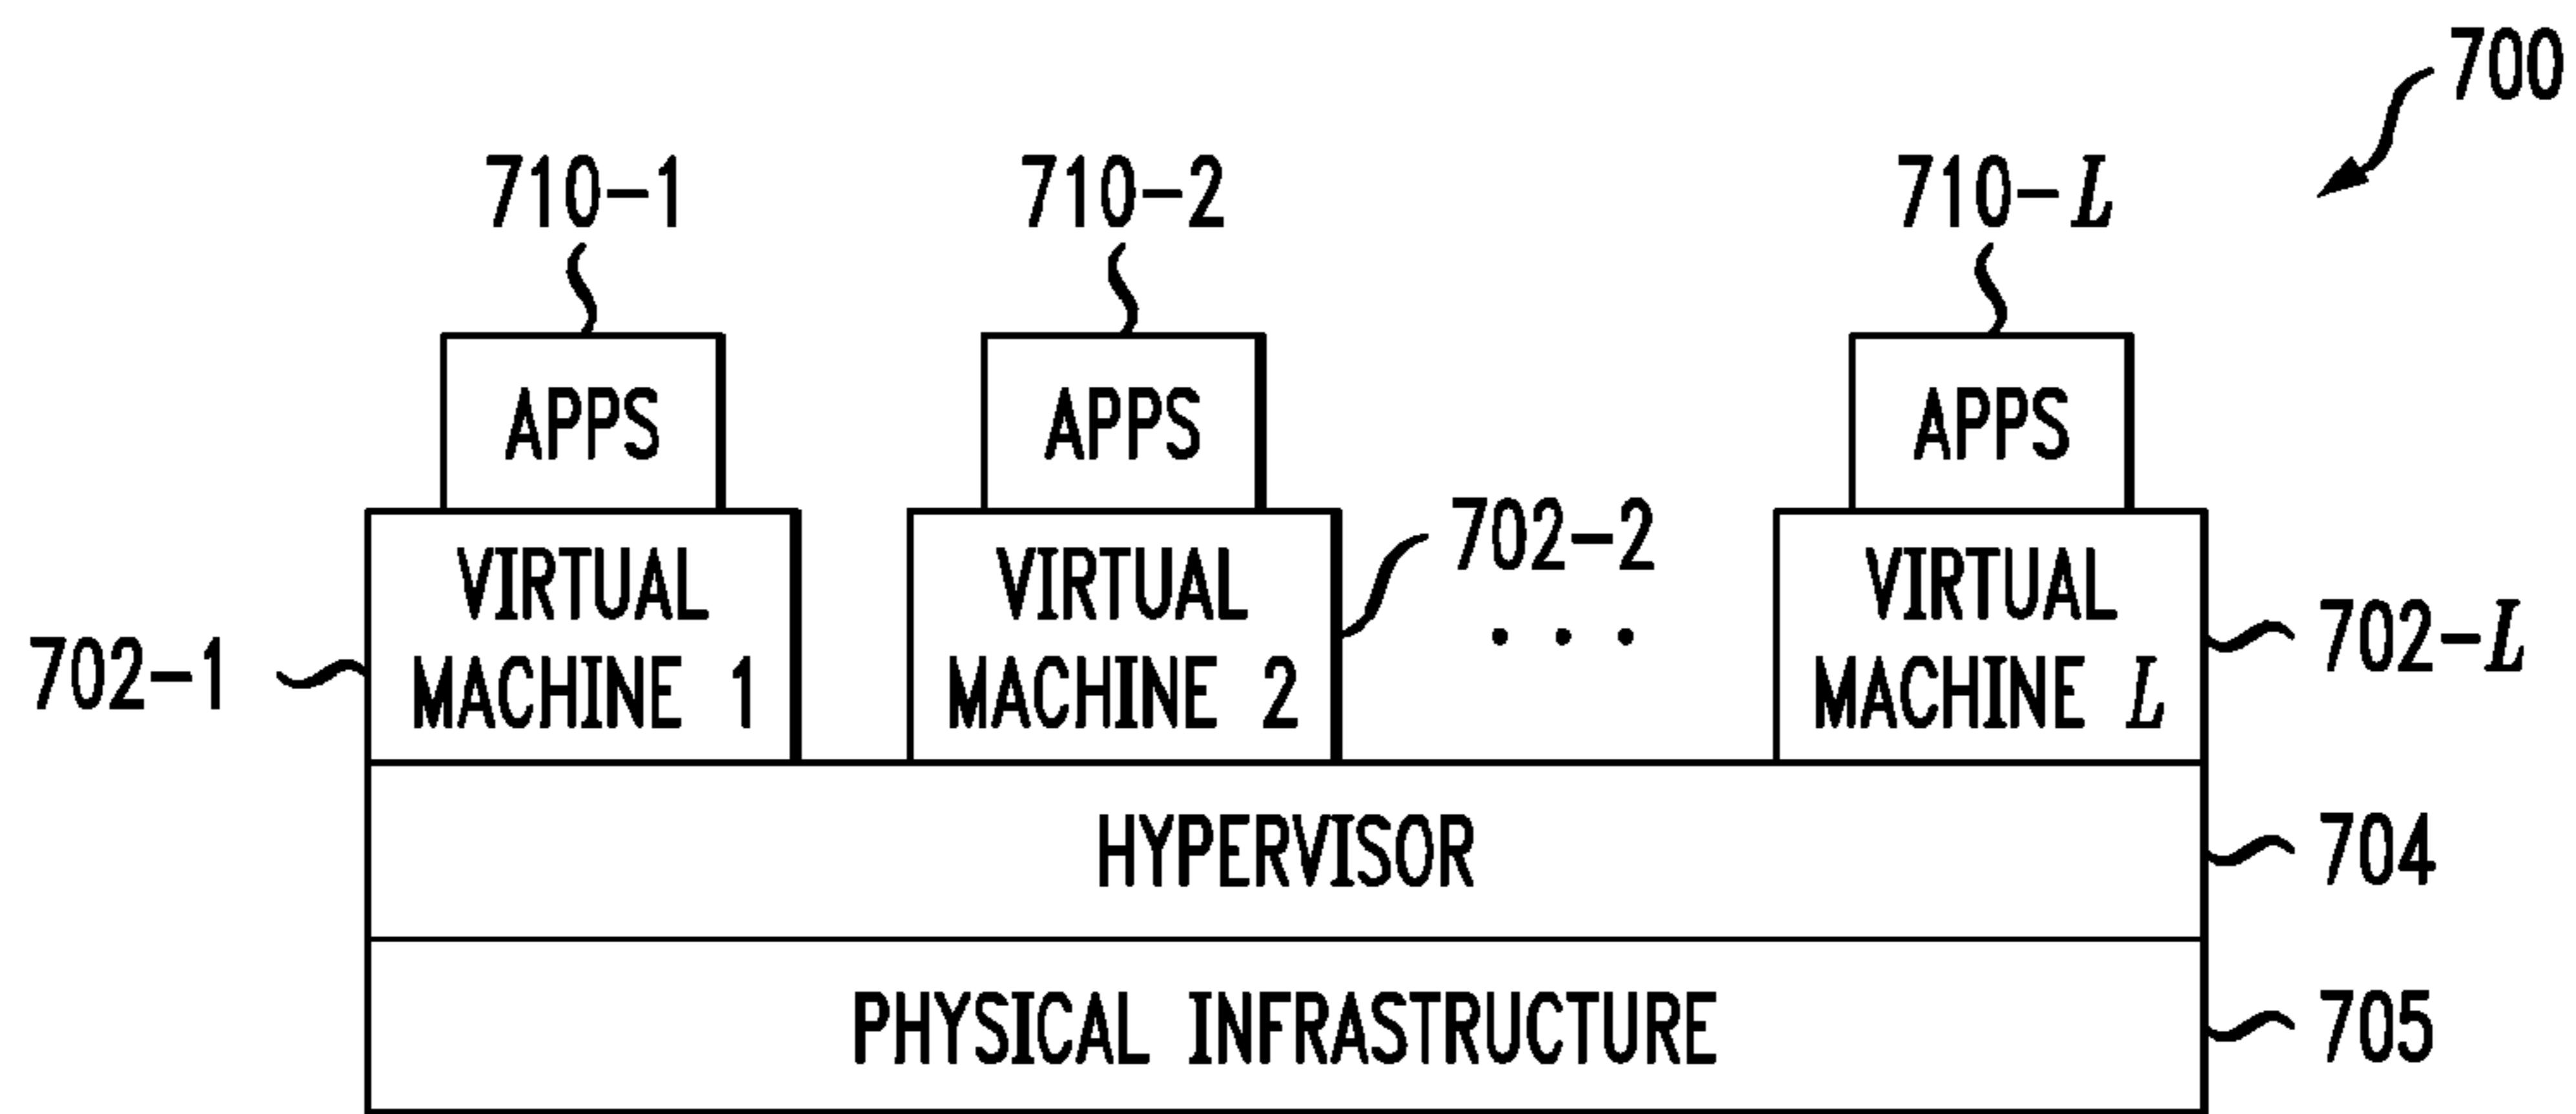 700
710-1
710-2
710-L
APPS
APPS
APPS
702-2
VIRTUAL
MACHINE 1
VIRTUAL
MACHINE 2
. . .
VIRTUAL
MACHINE L
702-1
702-L
HYPERVISOR
704
PHYSICAL INFRASTRUCTURE
705